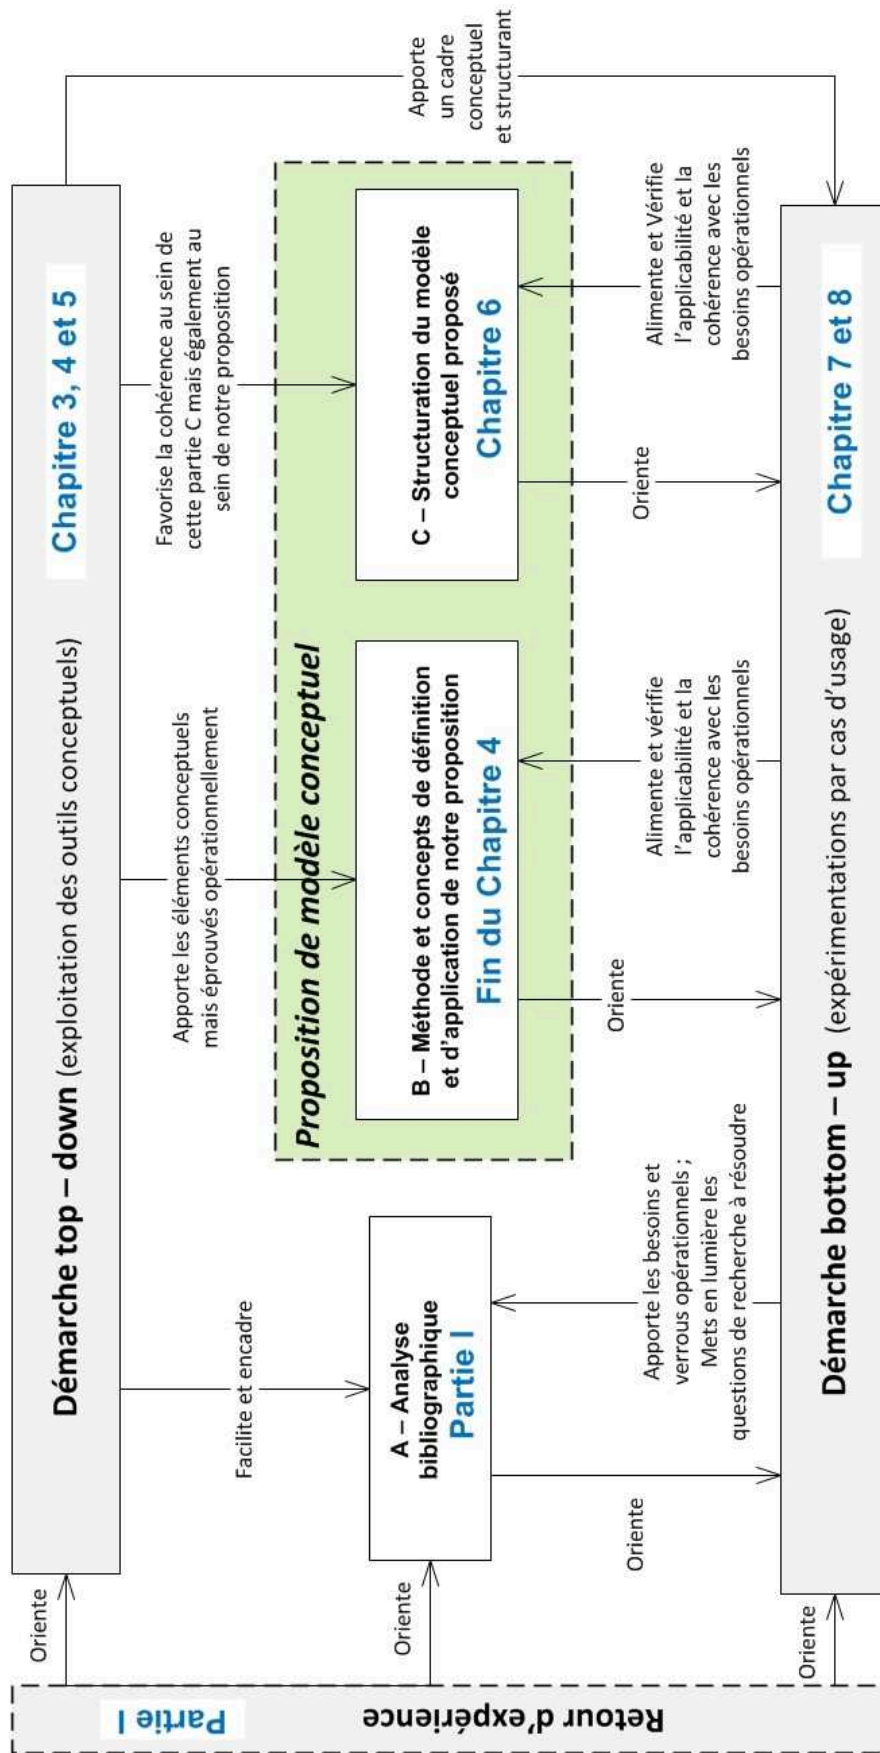 Retour d'expérience
Partie I
Oriente
Oriente
Oriente
Démarche top – down (exploitation des outils conceptuels)
Chapitre 3, 4 et 5
Facilite et encadre
Apporte les éléments conceptuels
mais éprouvés opérationnellement
Favorise la cohérence au sein de
cette partie C mais également au
sein de notre proposition
Apporte
un cadre
conceptuel
et structurant
A – Analyse
bibliographique
Partie I
Proposition de modèle conceptuel
B – Méthode et concepts de définition
et d'application de notre proposition
Fin du Chapitre 4
C – Structuration du modèle
conceptuel proposé
Chapitre 6
Oriente
Apporte les besoins et
verrous opérationnels ;
Mets en lumière les
questions de recherche à résoudre
Oriente
Alimente et vérifie
l'applicabilité et la
cohérence avec les
besoins opérationnels
Oriente
Alimente et Vérifie
l'applicabilité et la
cohérence avec les
besoins opérationnels
Démarche bottom – up (expérimentations par cas d'usage)
Chapitre 7 et 8